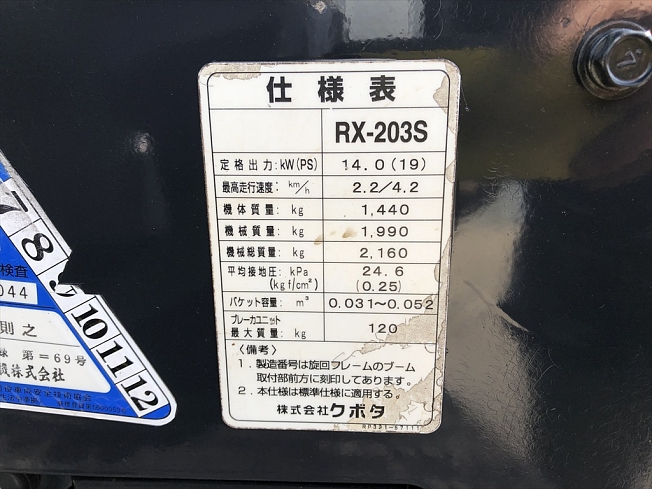 仕様表
RX-203S
定格出力:kW(PS) 14.0(19)
最高走行速度: km/h 2.2/4.2
機体質量: kg 1,440
機械質量: kg 1,990
機械総質量: kg 2,160
平均接地圧: kPa (kgf/cm²) 24.6 (0.25)
バケット容量: m³ 0.031~0.052
ブレーカユニット最大質量: kg 120
〈備考〉
1.製造番号は旋回フレームのブーム
取付部前方に刻印してあります。
2.本仕様は標準仕様に適用する。
株式会社クボタ
7 8 9 10 11 12
検査
044
則之
第=69号
株式会社